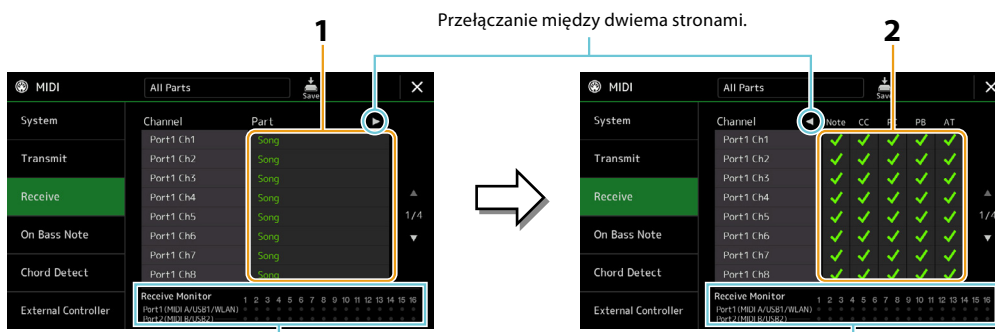 Przełączanie między dwiema stronami.
1
2
MIDI
All Parts
Save
System
Transmit
Receive
On Bass Note
Chord Detect
External Controller
Channel Part
Port1 Ch1 Song
Port1 Ch2 Song
Port1 Ch3 Song
Port1 Ch4 Song
Port1 Ch5 Song
Port1 Ch6 Song
Port1 Ch7 Song
Port1 Ch8 Song
1/4
Receive Monitor 1 2 3 4 5 6 7 8 9 10 11 12 13 14 15 16
Port1(MIDI A/USB1/WLAN)
Port2(MIDI B/USB2)
MIDI
All Parts
Save
System
Transmit
Receive
On Bass Note
Chord Detect
External Controller
Channel Note CC PC PB AT
Port1 Ch1
Port1 Ch2
Port1 Ch3
Port1 Ch4
Port1 Ch5
Port1 Ch6
Port1 Ch7
Port1 Ch8
1/4
Receive Monitor 1 2 3 4 5 6 7 8 9 10 11 12 13 14 15 16
Port1(MIDI A/USB1/WLAN)
Port2(MIDI B/USB2)